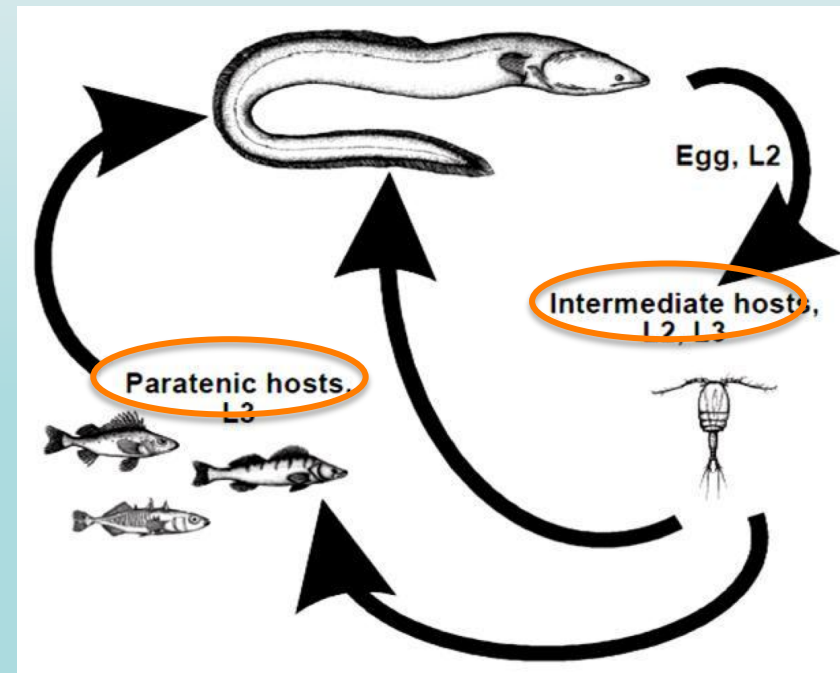 Egg, L2
Intermediate hosts,
L2, L3
Paratenic hosts,
L3